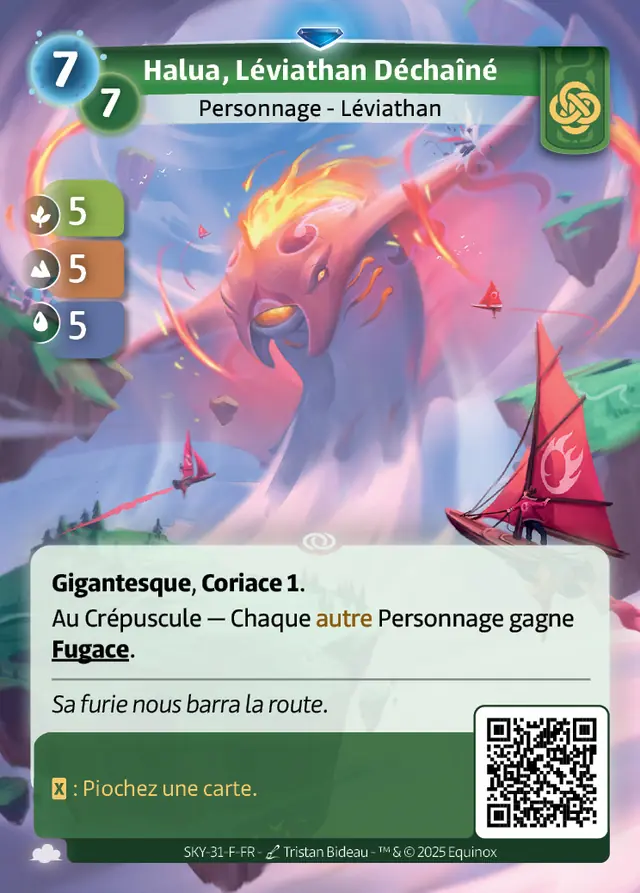 7
7
Halua, Léviathan Déchaîné
Personnage - Léviathan
5
5
5
Gigantesque, Coriace 1.
Au Crépuscule — Chaque autre Personnage gagne
Fugace.
Sa furie nous barra la route.
X : Piochez une carte.
SKY-31-F-FR - Tristan Bideau - ™ & © 2025 Equinox